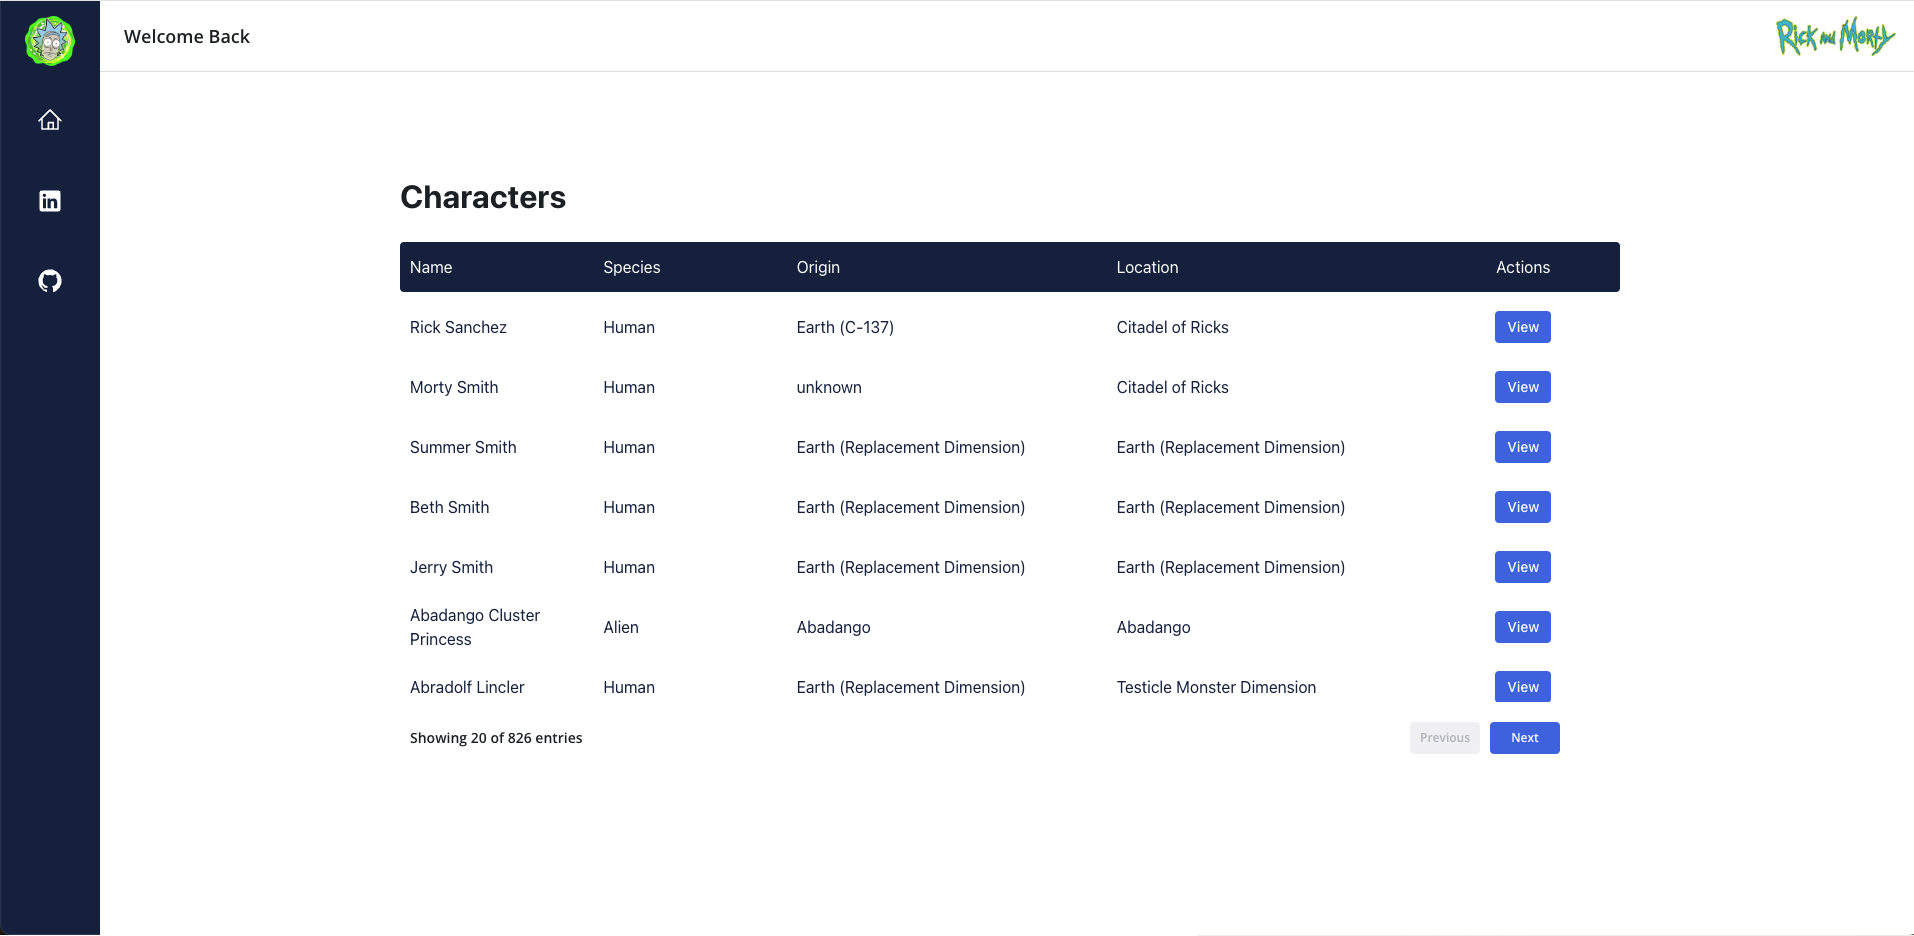 Welcome Back
Rick and Morty
in
Characters
Name Species Origin Location Actions
Rick Sanchez Human Earth (C-137) Citadel of Ricks View
Morty Smith Human unknown Citadel of Ricks View
Summer Smith Human Earth (Replacement Dimension) Earth (Replacement Dimension) View
Beth Smith Human Earth (Replacement Dimension) Earth (Replacement Dimension) View
Jerry Smith Human Earth (Replacement Dimension) Earth (Replacement Dimension) View
Abadango Cluster
Princess Alien Abadango Abadango View
Abradolf Lincler Human Earth (Replacement Dimension) Testicle Monster Dimension View
Showing 20 of 826 entries Previous Next